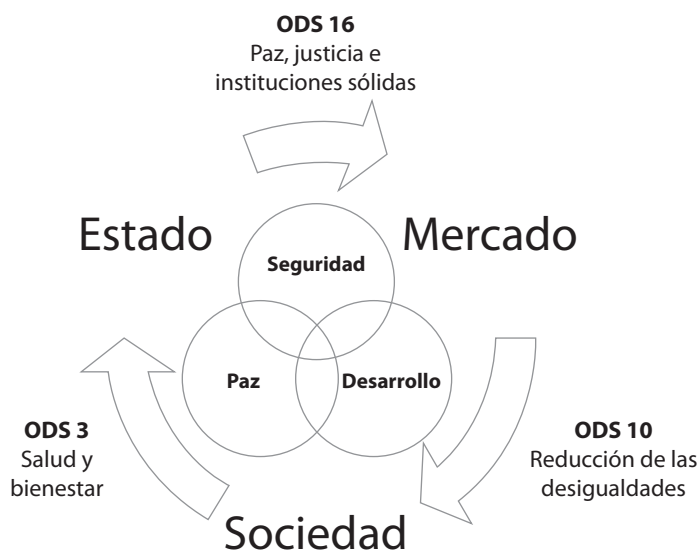 ODS 16
Paz, justicia e
instituciones sólidas
Estado
Mercado
Seguridad
Paz
Desarrollo
ODS 3
Salud y
bienestar
ODS 10
Reducción de las
desigualdades
Sociedad